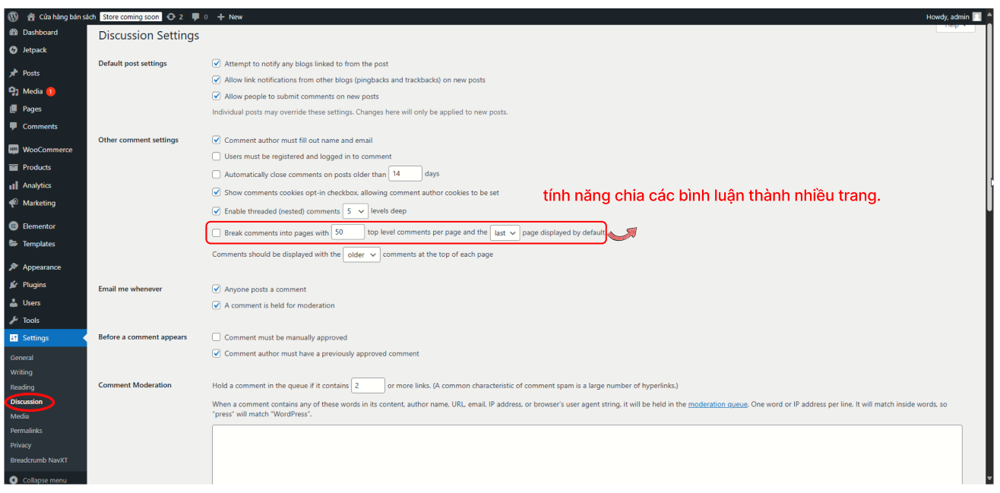 Cửa hàng bán sách Store coming soon 2 0 New Howdy, admin
Help
Dashboard
Jetpack
Posts
Media 1
Pages
Comments
WooCommerce
Products
Analytics
Marketing
Elementor
Templates
Appearance
Plugins
Users
Tools
Settings
General
Writing
Reading
Discussion
Media
Permalinks
Privacy
Breadcrumb NavXT
Collapse menu
Discussion Settings
Default post settings
Attempt to notify any blogs linked to from the post
Allow link notifications from other blogs (pingbacks and trackbacks) on new posts
Allow people to submit comments on new posts
Individual posts may override these settings. Changes here will only be applied to new posts.
Other comment settings
Comment author must fill out name and email
Users must be registered and logged in to comment
Automatically close comments on posts older than 14 days
Show comments cookies opt-in checkbox, allowing comment author cookies to be set
tính năng chia các bình luận thành nhiều trang.
Enable threaded (nested) comments 5 levels deep
Break comments into pages with 50 top level comments per page and the last page displayed by default
Comments should be displayed with the older comments at the top of each page
Email me whenever
Anyone posts a comment
A comment is held for moderation
Before a comment appears
Comment must be manually approved
Comment author must have a previously approved comment
Comment Moderation
Hold a comment in the queue if it contains 2 or more links. (A common characteristic of comment spam is a large number of hyperlinks.)
When a comment contains any of these words in its content, author name, URL, email, IP address, or browser's user agent string, it will be held in the moderation queue. One word or IP address per line. It will match inside words, so
"press" will match "WordPress".